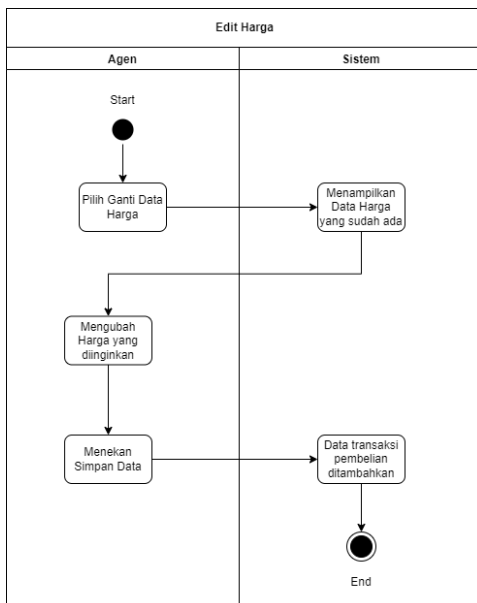 Edit Harga
Agen
Sistem
Start
Pilih Ganti Data
Harga
Menampilkan
Data Harga
yang sudah ada
Mengubah
Harga yang
diinginkan
Menekan
Simpan Data
Data transaksi
pembelian
ditambahkan
End